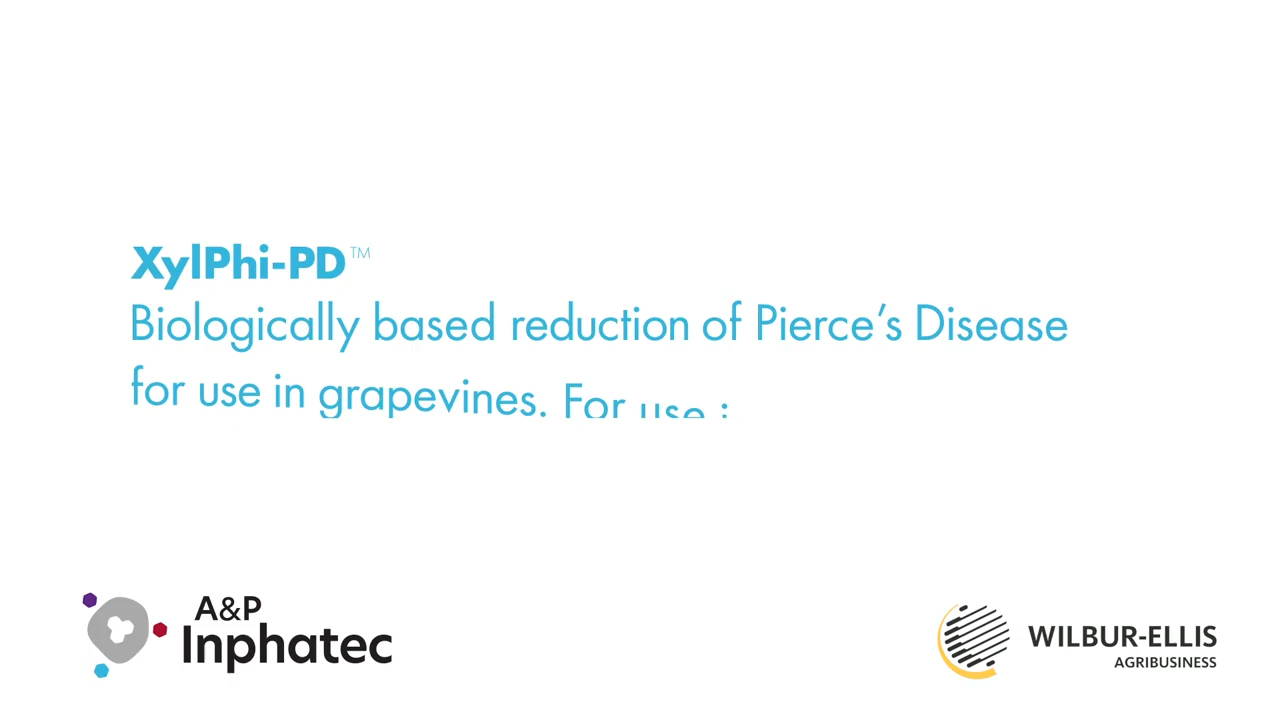 XylPhi-PD™
Biologically based reduction of Pierce’s Disease
for use in grapevines. For use
A&P
Inphatec
WILBUR-ELLIS
AGRIBUSINESS